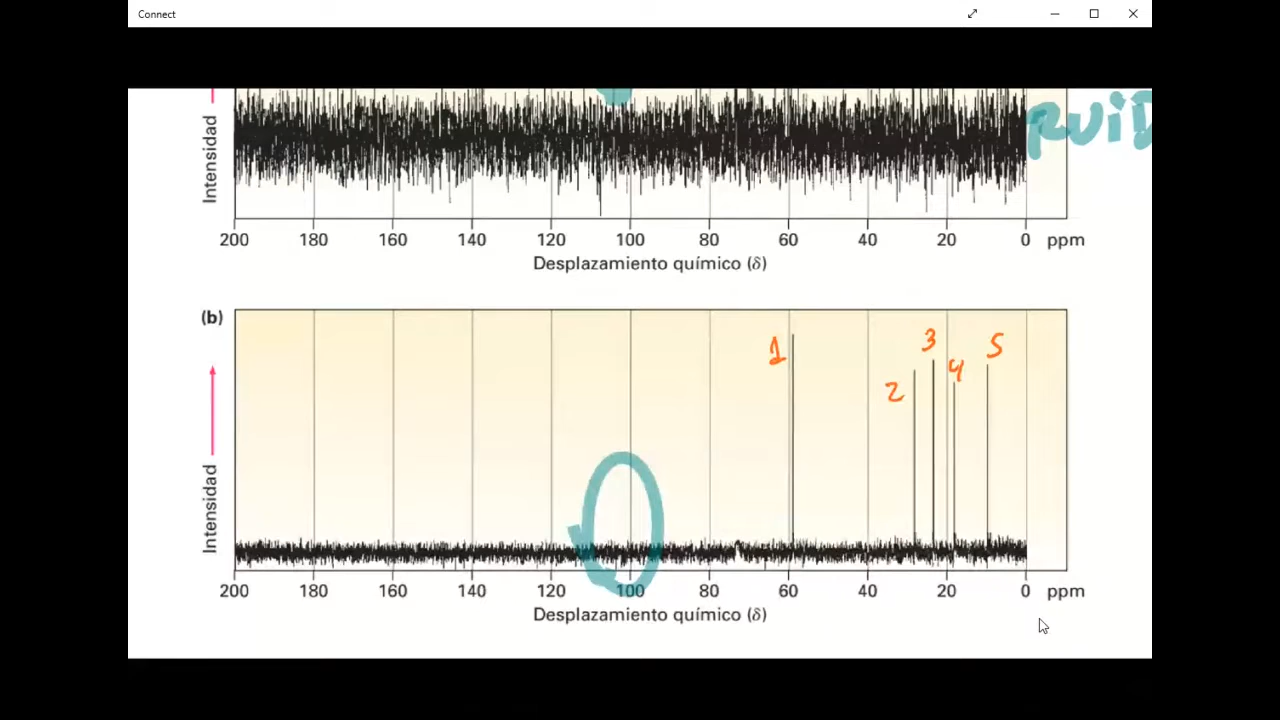 Connect
Intensidad
RUID
200 180 160 140 120 100 80 60 40 20 0 ppm
Desplazamiento químico (δ)
(b)
Intensidad
1
2
3
4
5
200 180 160 140 120 100 80 60 40 20 0 ppm
Desplazamiento químico (δ)